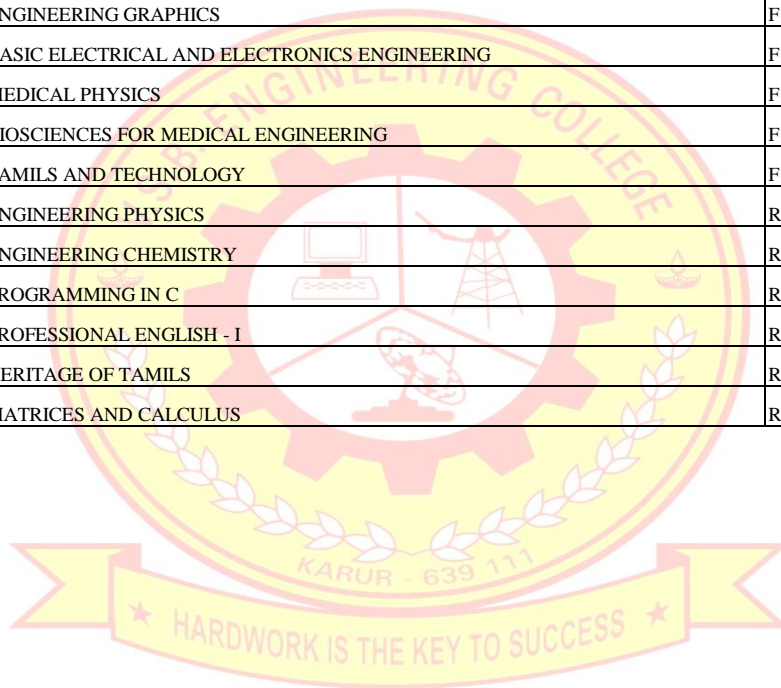 NGINEERING GRAPHICS F
ASIC ELECTRICAL AND ELECTRONICS ENGINEERING F
MEDICAL PHYSICS F
IOSCIENCES FOR MEDICAL ENGINEERING F
AMILS AND TECHNOLOGY F
NGINEERING PHYSICS R
NGINEERING CHEMISTRY R
ROGRAMMING IN C R
ROFESSIONAL ENGLISH - I R
ERITAGE OF TAMILS R
MATRICES AND CALCULUS R
V.S.B. ENGINEERING COLLEGE
KARUR - 639 111
HARDWORK IS THE KEY TO SUCCESS